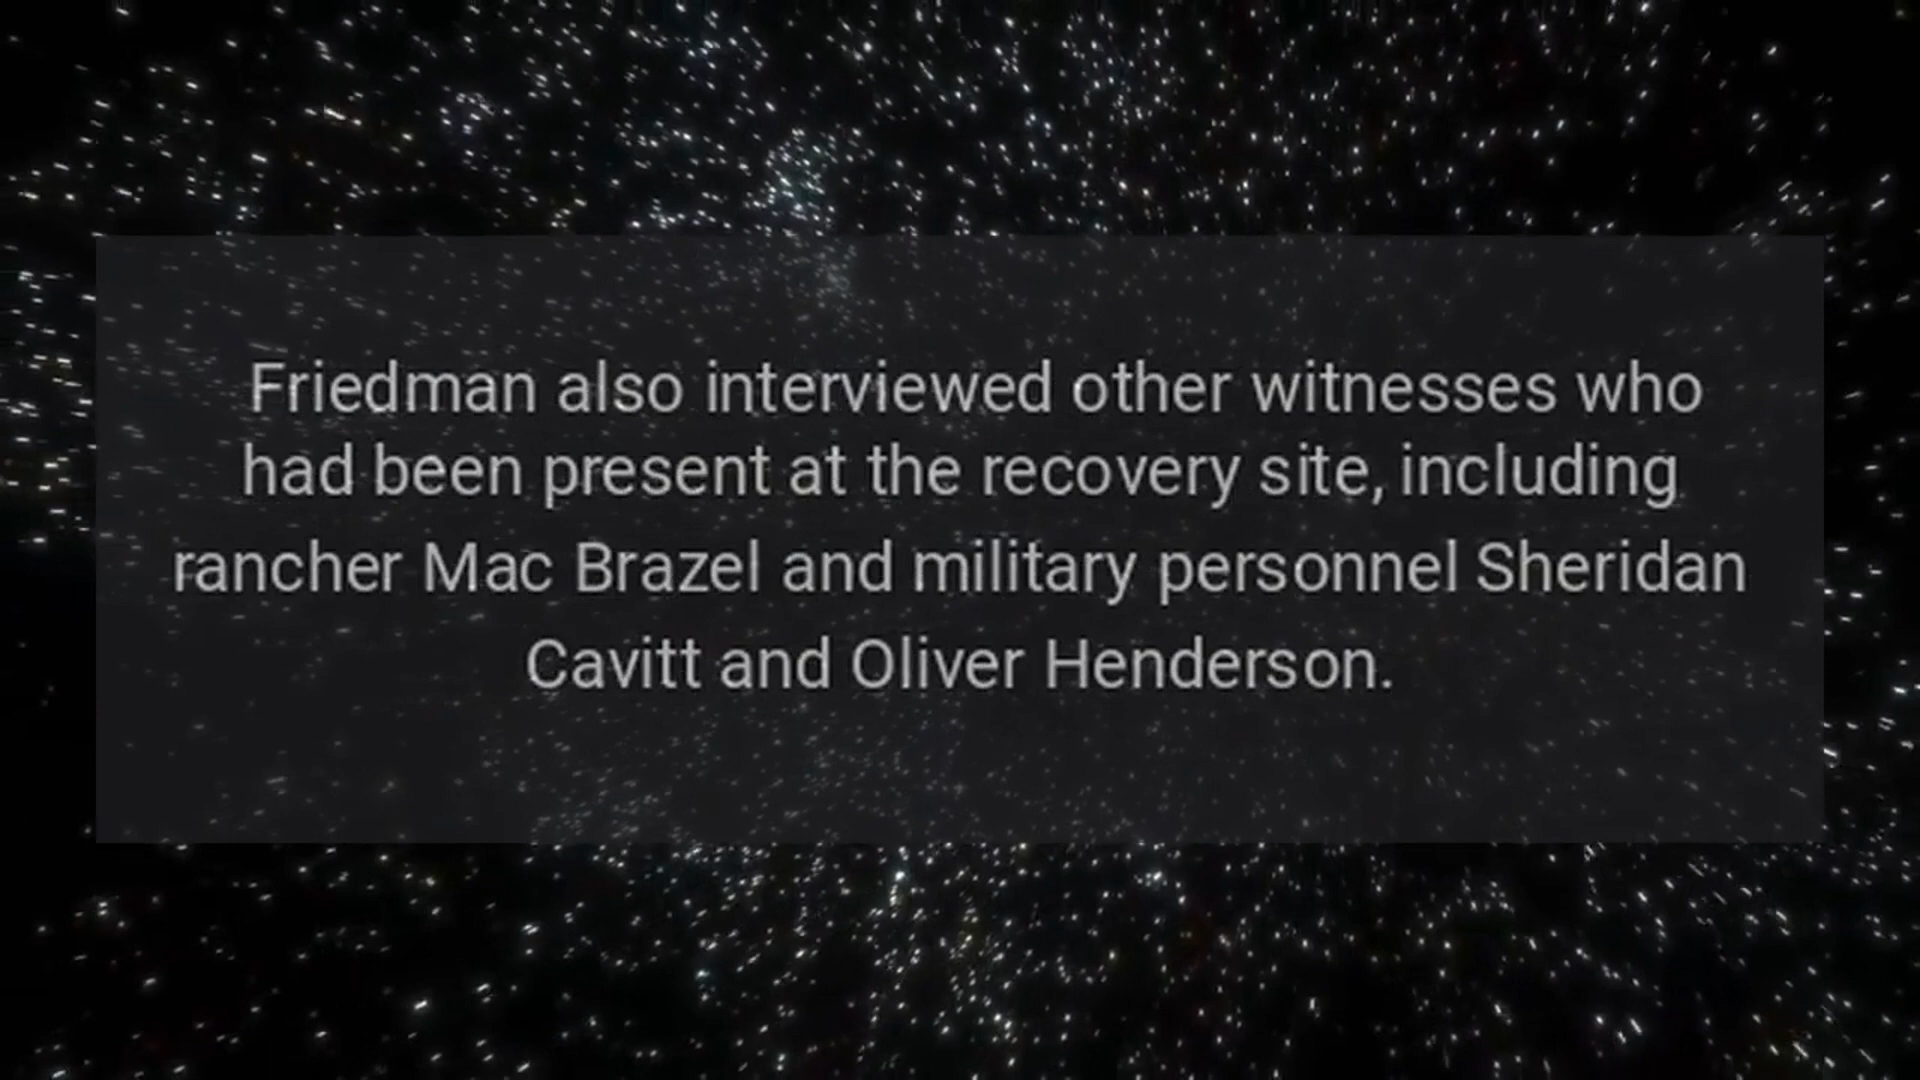 Friedman also interviewed other witnesses who
had been present at the recovery site, including
rancher Mac Brazel and military personnel Sheridan
Cavitt and Oliver Henderson.